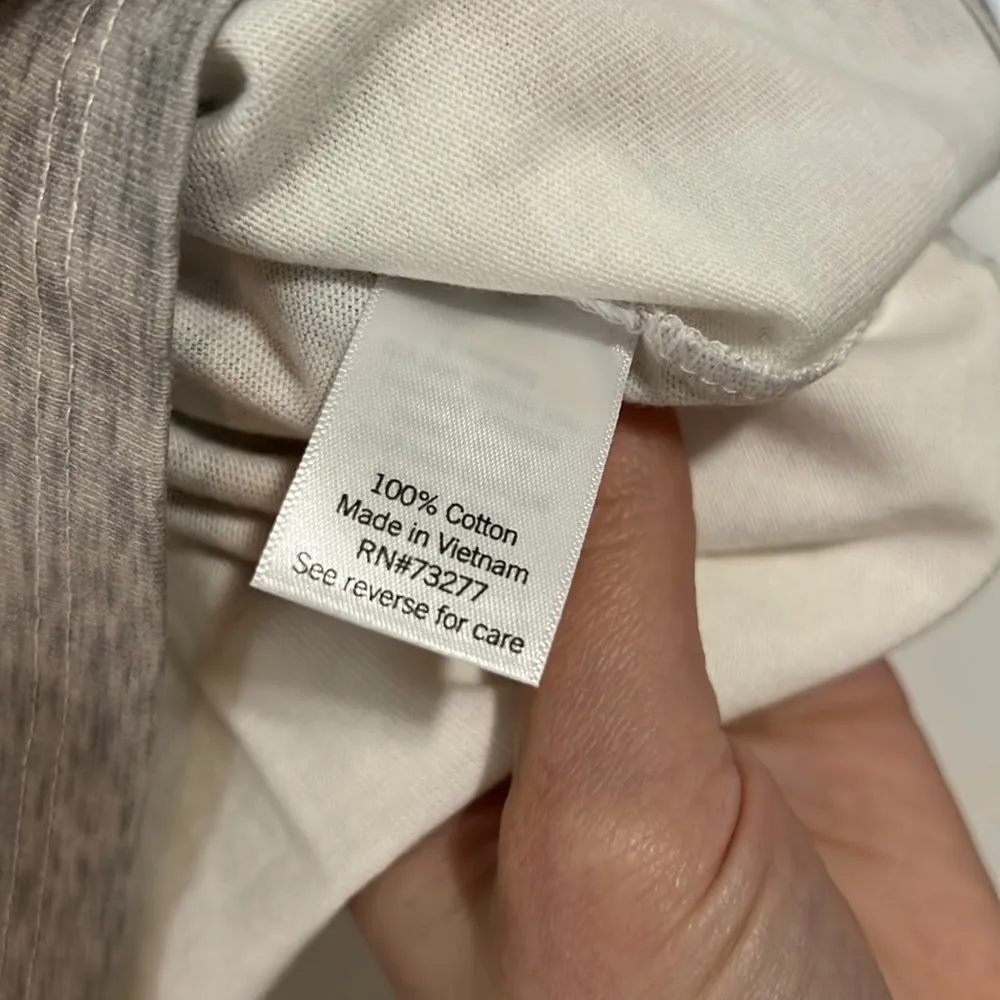 100% Cotton
Made in Vietnam
RN#73277
See reverse for care